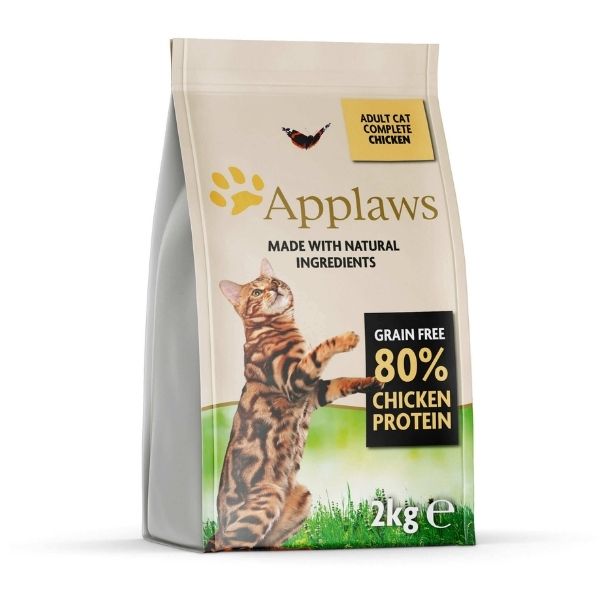 ADULT CAT
COMPLETE
CHICKEN
Applaws
MADE WITH NATURAL
INGREDIENTS
GRAIN FREE
80%
CHICKEN
PROTEIN
2kg ℮